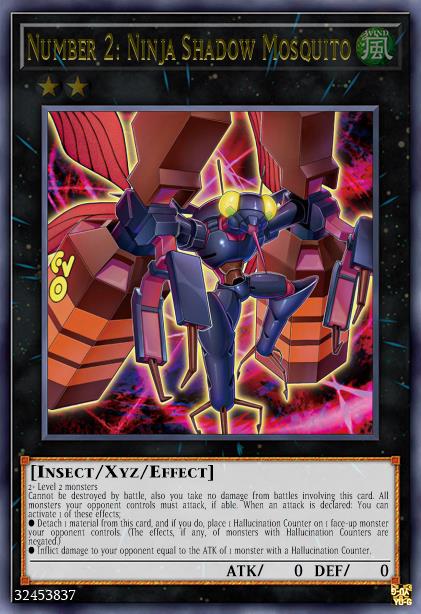 Number 2: Ninja Shadow Mosquito
WIND
風
[Insect/Xyz/Effect]
2+ Level 2 monsters
Cannot be destroyed by battle, also you take no damage from battles involving this card. All
monsters your opponent controls must attack, if able. When an attack is declared: You can
activate 1 of these effects;
● Detach 1 material from this card, and if you do, place 1 Hallucination Counter on 1 face-up monster
your opponent controls. (The effects, if any, of monsters with Hallucination Counters are
negated.)
● Inflict damage to your opponent equal to the ATK of 1 monster with a Hallucination Counter.
ATK/ 0 DEF/ 0
32453837